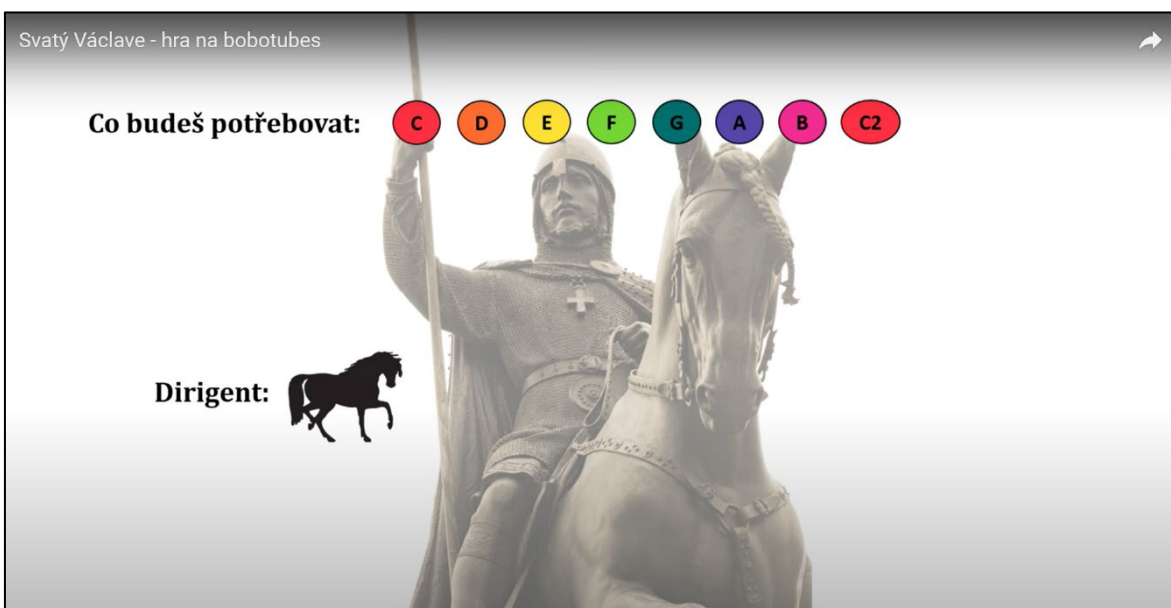 Svatý Václave - hra na bobotubes
Co budeš potřebovat: C D E F G A B C2
Dirigent: